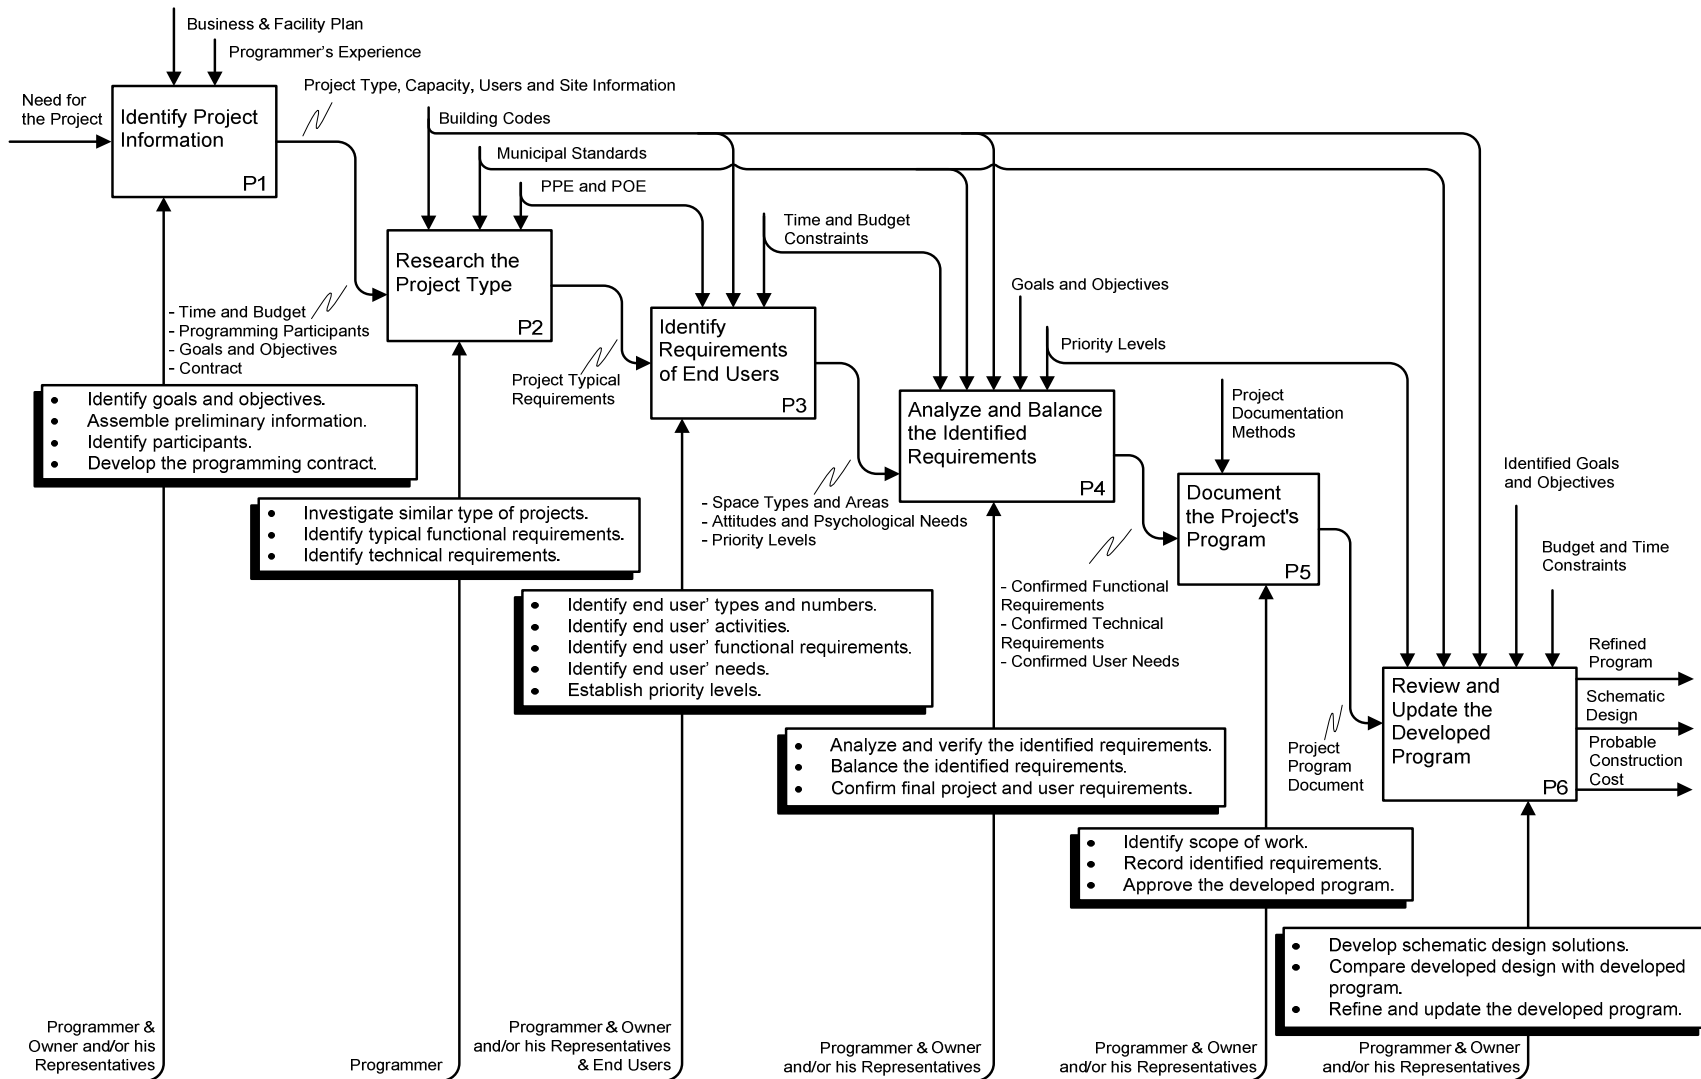 Business & Facility Plan
Programmer's Experience
Need for
the Project
Identify Project
Information
P1
Project Type, Capacity, Users and Site Information
Building Codes
Municipal Standards
PPE and POE
Research the
Project Type
P2
Time and Budget
Constraints
- Time and Budget
- Programming Participants
- Goals and Objectives
- Contract
Identify
Requirements
of End Users
P3
Project Typical
Requirements
Goals and Objectives
Priority Levels
• Identify goals and objectives.
• Assemble preliminary information.
• Identify participants.
• Develop the programming contract.
Analyze and Balance
the Identified
Requirements
P4
Project
Documentation
Methods
• Investigate similar type of projects.
• Identify typical functional requirements.
• Identify technical requirements.
- Space Types and Areas
- Attitudes and Psychological Needs
- Priority Levels
Document
the Project's
Program
P5
Identified Goals
and Objectives
Budget and Time
Constraints
• Identify end user' types and numbers.
• Identify end user' activities.
• Identify end user' functional requirements.
• Identify end user' needs.
• Establish priority levels.
- Confirmed Functional
Requirements
- Confirmed Technical
Requirements
- Confirmed User Needs
Review and
Update the
Developed
Program
P6
Refined
Program
Schematic
Design
Probable
Construction
Cost
Project
Program
Document
• Analyze and verify the identified requirements.
• Balance the identified requirements.
• Confirm final project and user requirements.
• Identify scope of work.
• Record identified requirements.
• Approve the developed program.
• Develop schematic design solutions.
• Compare developed design with developed
program.
• Refine and update the developed program.
Programmer &
Owner and/or his
Representatives
Programmer
Programmer & Owner
and/or his Representatives
& End Users
Programmer & Owner
and/or his Representatives
Programmer & Owner
and/or his Representatives
Programmer & Owner
and/or his Representatives